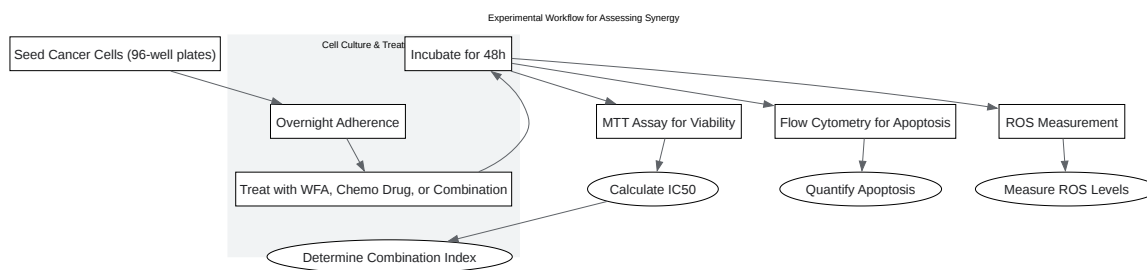 Experimental Workflow for Assessing Synergy
Cell Culture & Treat
Seed Cancer Cells (96-well plates)
Incubate for 48h
Overnight Adherence
MTT Assay for Viability
Flow Cytometry for Apoptosis
ROS Measurement
Treat with WFA, Chemo Drug, or Combination
Calculate IC50
Quantify Apoptosis
Measure ROS Levels
Determine Combination Index